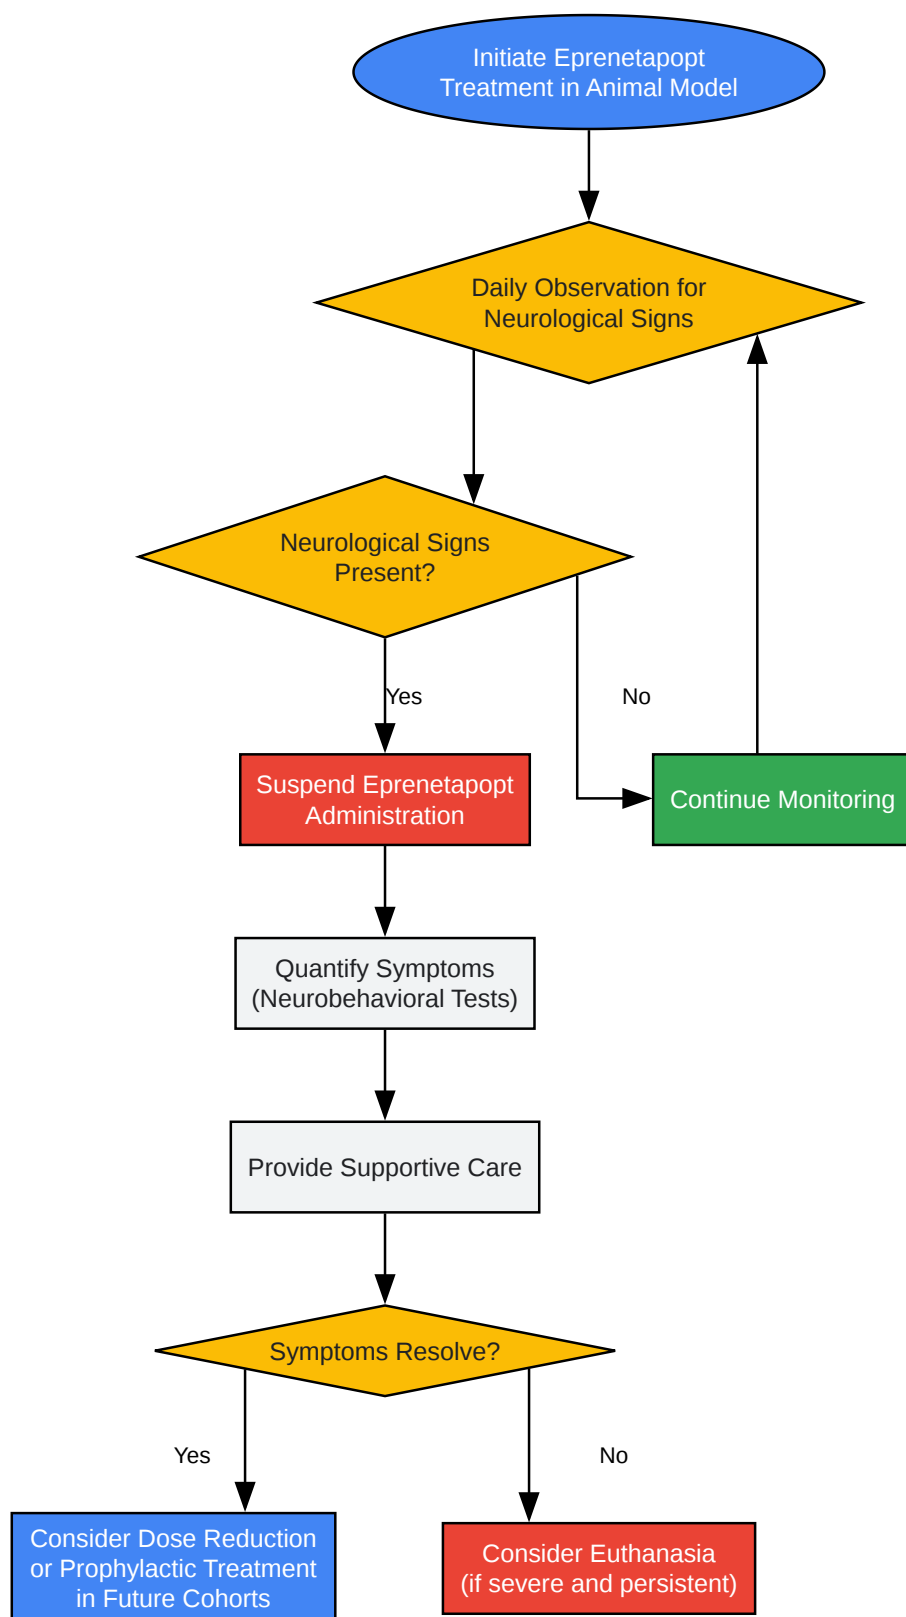 Initiate Eprenetapopt
Treatment in Animal Model
Daily Observation for
Neurological Signs
Neurological Signs
Present?
Yes
No
Suspend Eprenetapopt
Administration
Continue Monitoring
Quantify Symptoms
(Neurobehavioral Tests)
Provide Supportive Care
Symptoms Resolve?
Yes
No
Consider Dose Reduction
or Prophylactic Treatment
in Future Cohorts
Consider Euthanasia
(if severe and persistent)